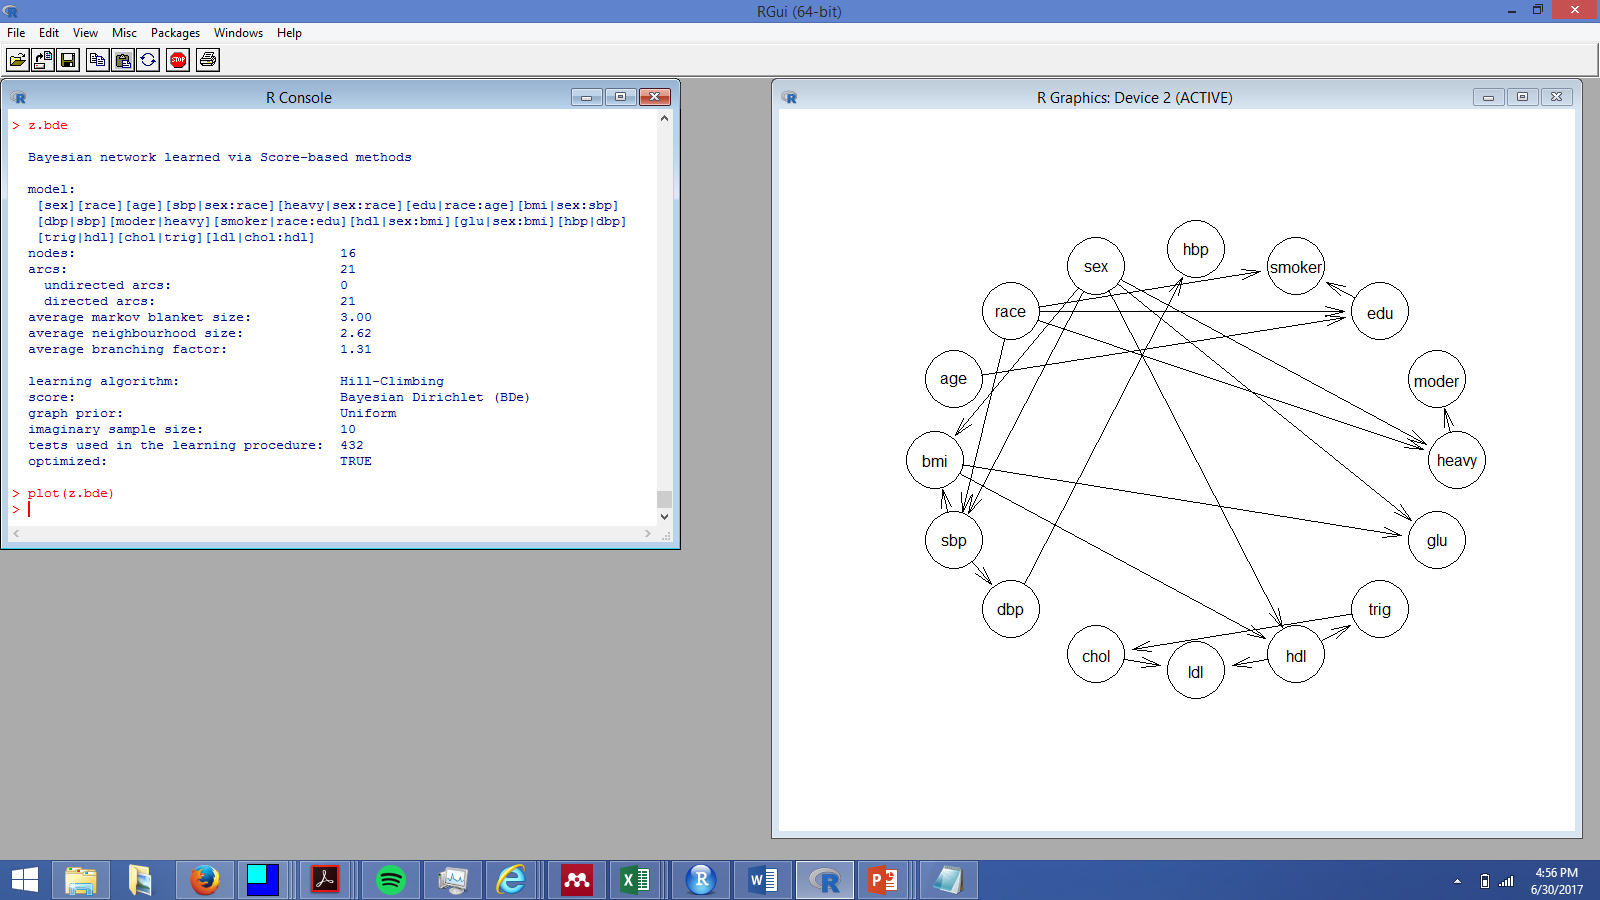 RGui (64-bit)
File Edit View Misc Packages Windows Help
STOP
R Console
> z.bde
Bayesian network learned via Score-based methods
model:
[sex][race][age][sbp|sex:race][heavy|sex:race][edu|race:age][bmi|sex:sbp]
[dbp|sbp][moder|heavy][smoker|race:edu][hdl|sex:bmi][glu|sex:bmi][hbp|dbp]
[trig|hdl][chol|trig][ldl|chol:hdl]
nodes: 16
arcs: 21
undirected arcs: 0
directed arcs: 21
average markov blanket size: 3.00
average neighbourhood size: 2.62
average branching factor: 1.31
learning algorithm: Hill-Climbing
score: Bayesian Dirichlet (BDe)
graph prior: Uniform
imaginary sample size: 10
tests used in the learning procedure: 432
optimized: TRUE
> plot(z.bde)
>
R Graphics: Device 2 (ACTIVE)
hbp
sex
smoker
race
edu
age
moder
bmi
heavy
sbp
glu
dbp
trig
chol
hdl
ldl
4:56 PM
6/30/2017